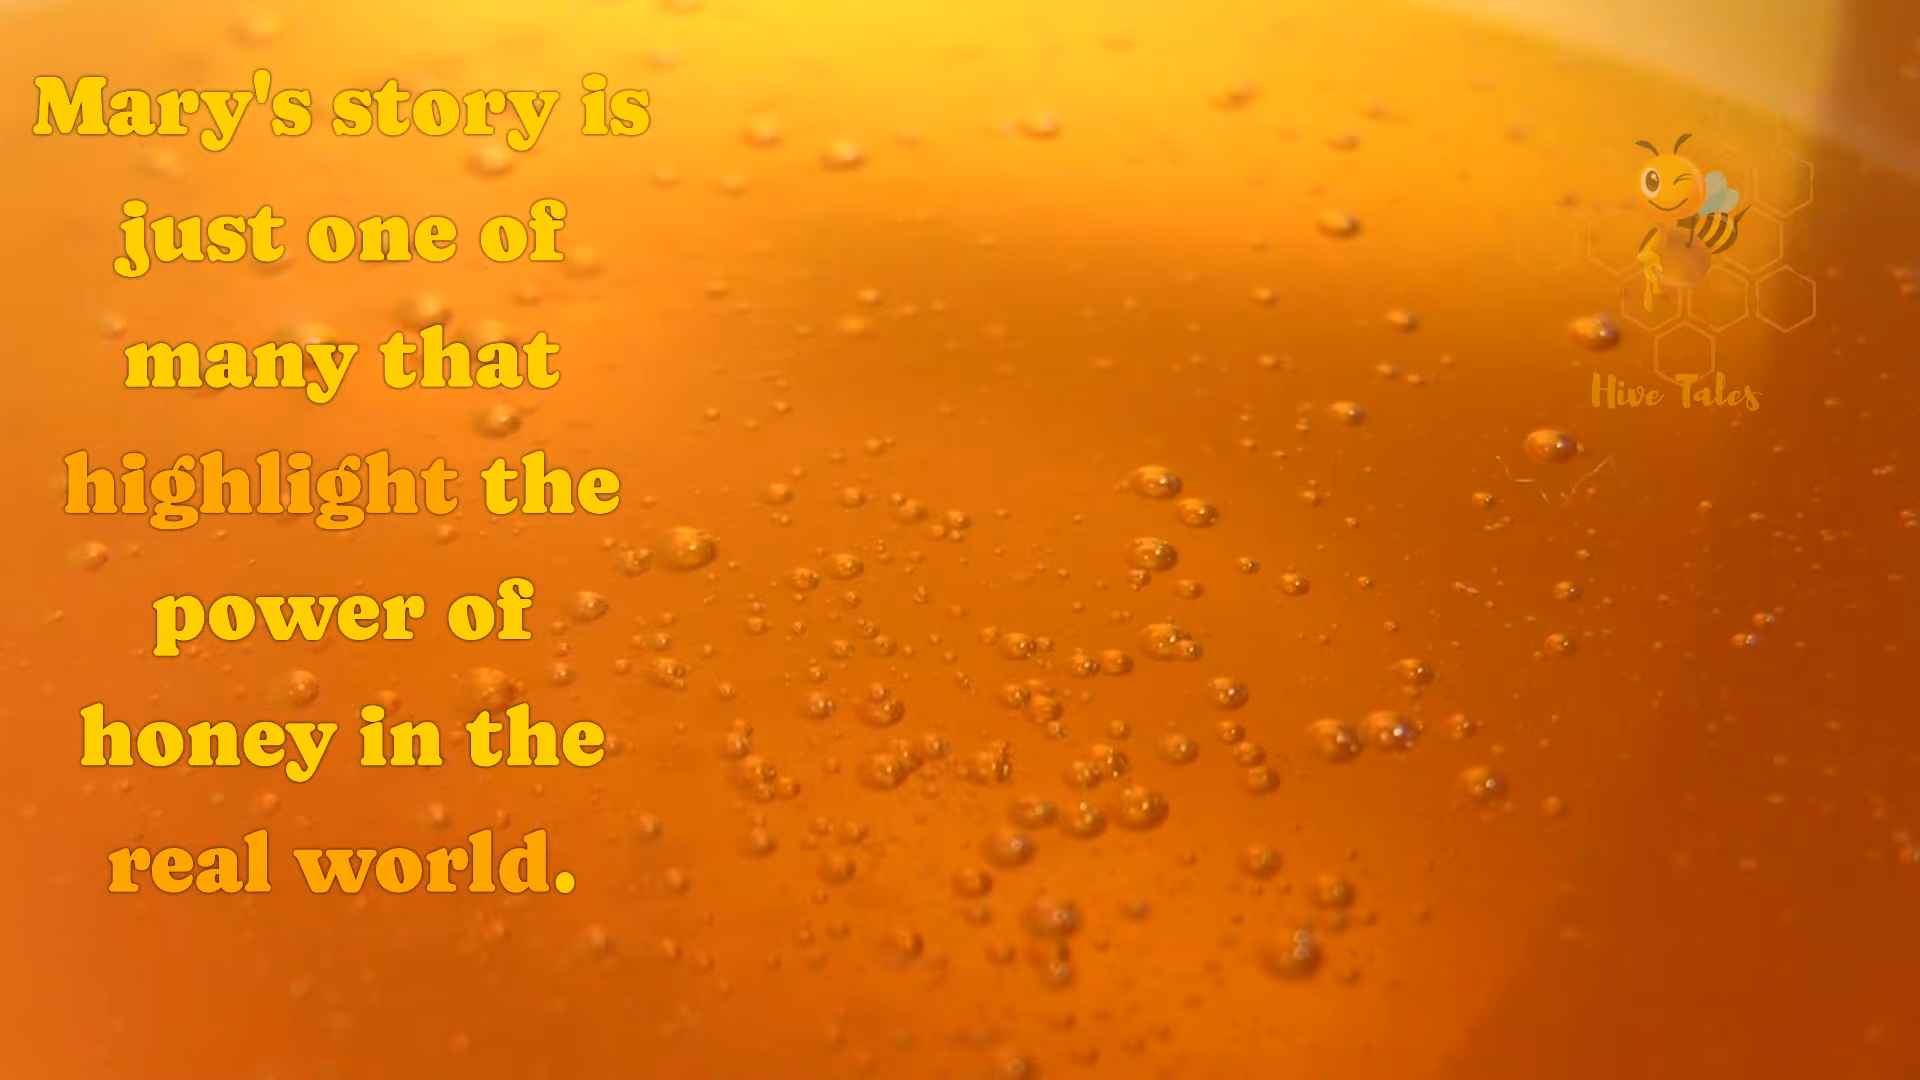 Mary's story is
just one of
many that
highlight the
power of
honey in the
real world.
Hive Tales